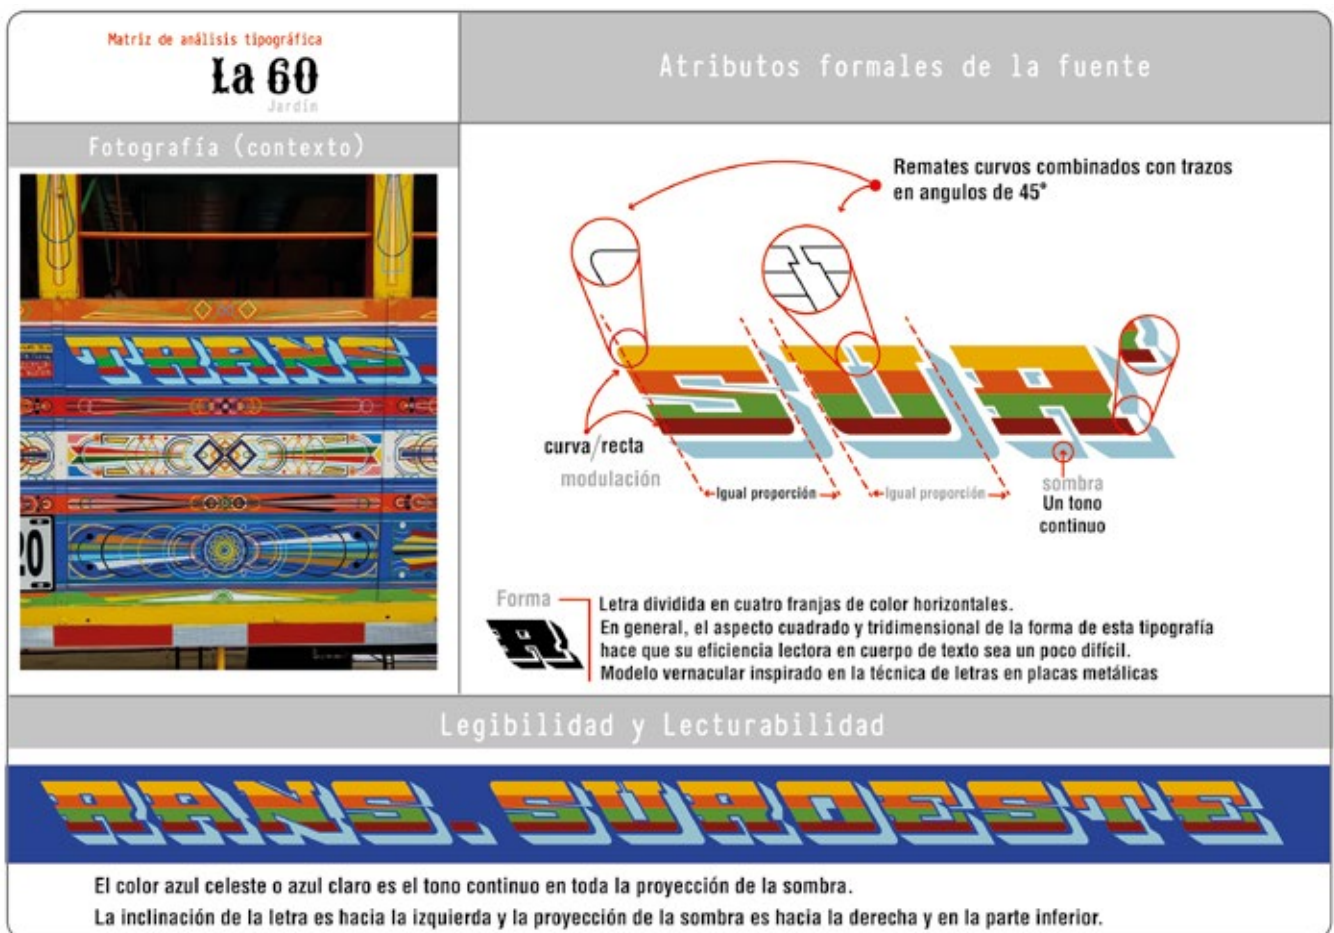 Matriz de análisis tipográfica
La 60
Jardín
Atributos formales de la fuente
Fotografía (contexto)
TRANS.
20
Remates curvos combinados con trazos
en angulos de 45°
SUR
curva/recta
modulación
Igual proporción
Igual proporción
sombra
Un tono
continuo
Forma
R
Letra dividida en cuatro franjas de color horizontales.
En general, el aspecto cuadrado y tridimensional de la forma de esta tipografía
hace que su eficiencia lectora en cuerpo de texto sea un poco difícil.
Modelo vernacular inspirado en la técnica de letras en placas metálicas
Legibilidad y Lecturabilidad
RANS. SUROESTE
El color azul celeste o azul claro es el tono continuo en toda la proyección de la sombra.
La inclinación de la letra es hacia la izquierda y la proyección de la sombra es hacia la derecha y en la parte inferior.